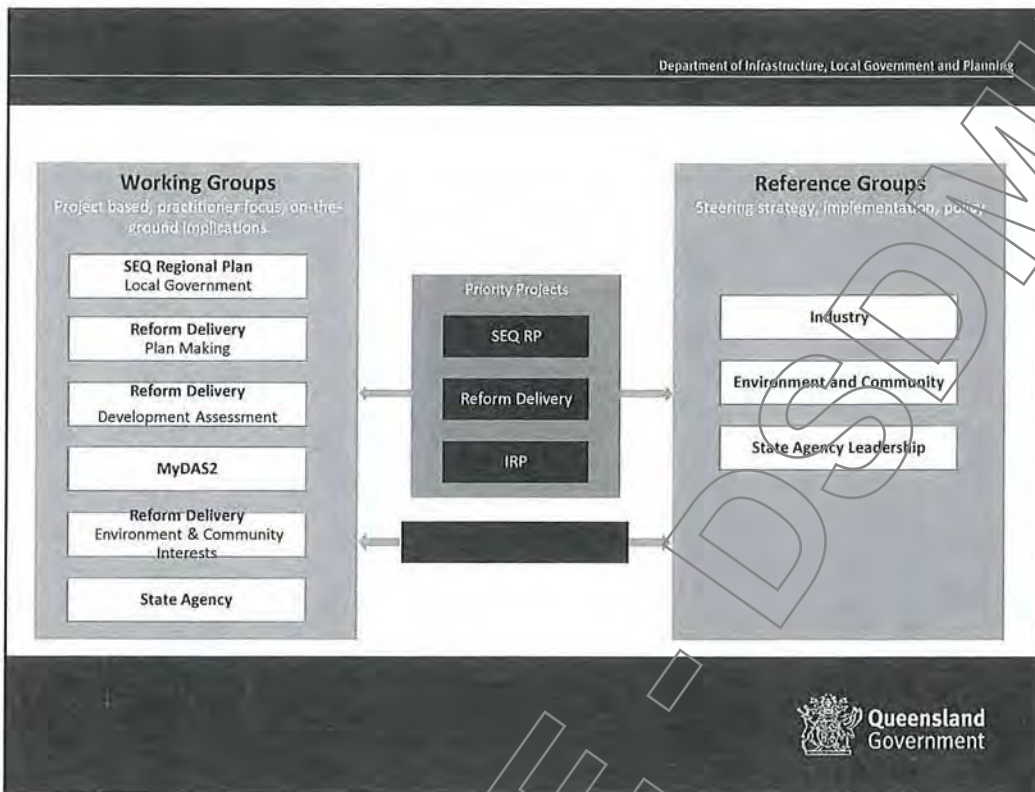 Department of Infrastructure, Local Government and Planning
Working Groups
Project based, practitioner focus, on-the-
ground implications
SEQ Regional Plan
Local Government
Reform Delivery
Plan Making
Reform Delivery
Development Assessment
MyDAS2
Reform Delivery
Environment & Community
Interests
State Agency
Priority Projects
SEQ RP
Reform Delivery
IRP
Reference Groups
Steering strategy, implementation, policy
Industry
Environment and Community
State Agency Leadership
Queensland
Government
- DSDM